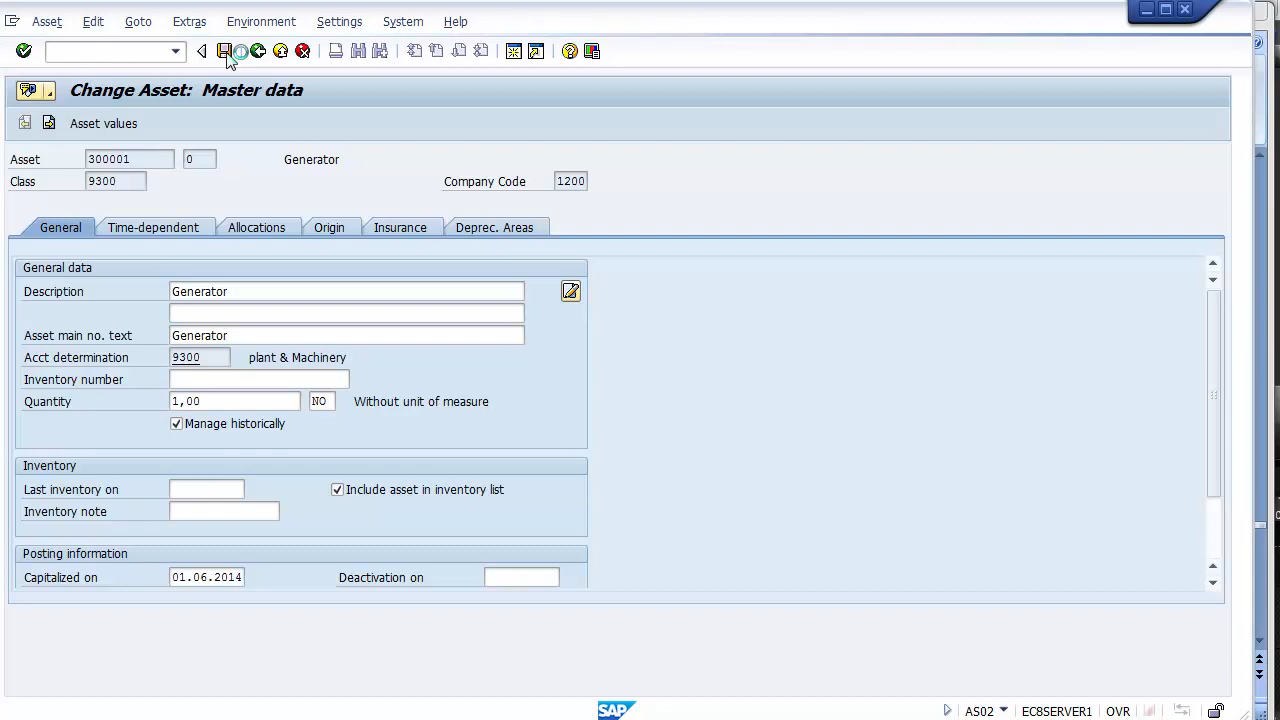 Asset Edit Goto Extras Environment Settings System Help
Change Asset: Master data
Asset values
Asset 300001 0 Generator
Class 9300 Company Code 1200
General Time-dependent Allocations Origin Insurance Deprec. Areas
General data
Description Generator
Asset main no. text Generator
Acct determination 9300 plant & Machinery
Inventory number
Quantity 1,00 NO Without unit of measure
Manage historically
Inventory
Last inventory on Include asset in inventory list
Inventory note
Posting information
Capitalized on 01.06.2014 Deactivation on
SAP AS02 ECSSERVER1 OVR